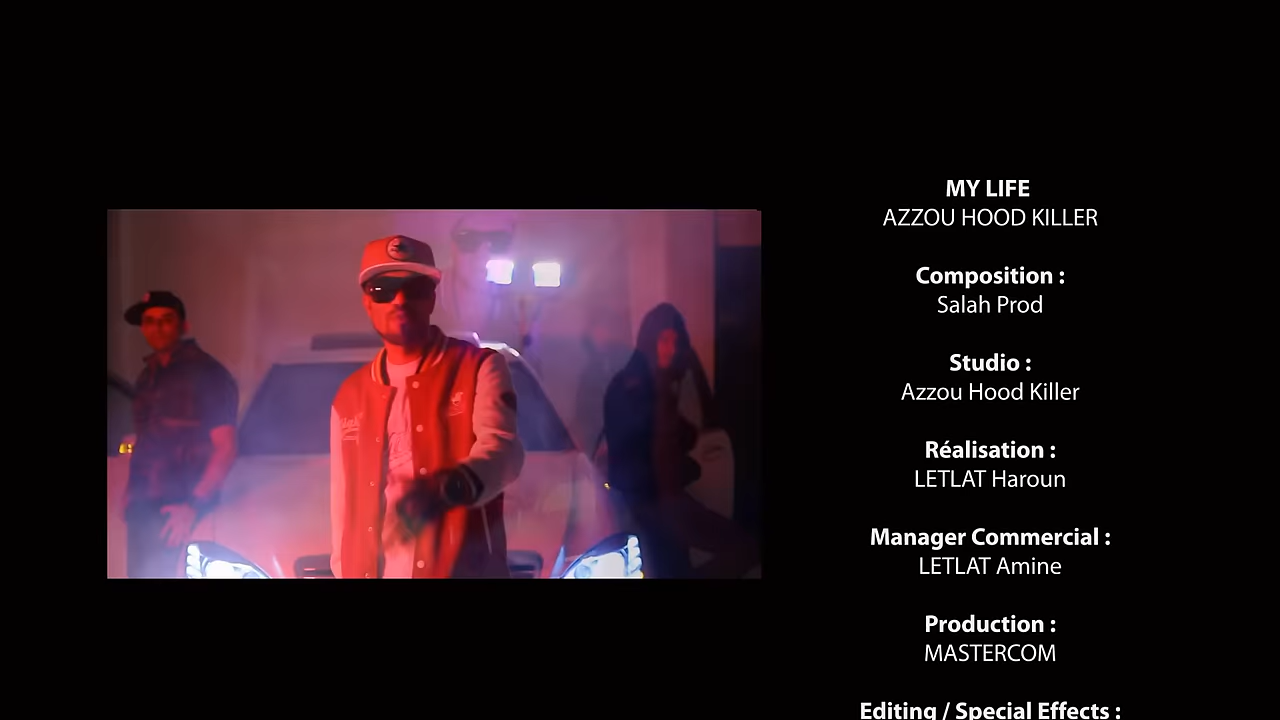 MY LIFE
AZZOU HOOD KILLER
Composition :
Salah Prod
Studio :
Azzou Hood Killer
Réalisation :
LETLAT Haroun
Manager Commercial :
LETLAT Amine
Production :
MASTERCOM
Editing / Special Effects :